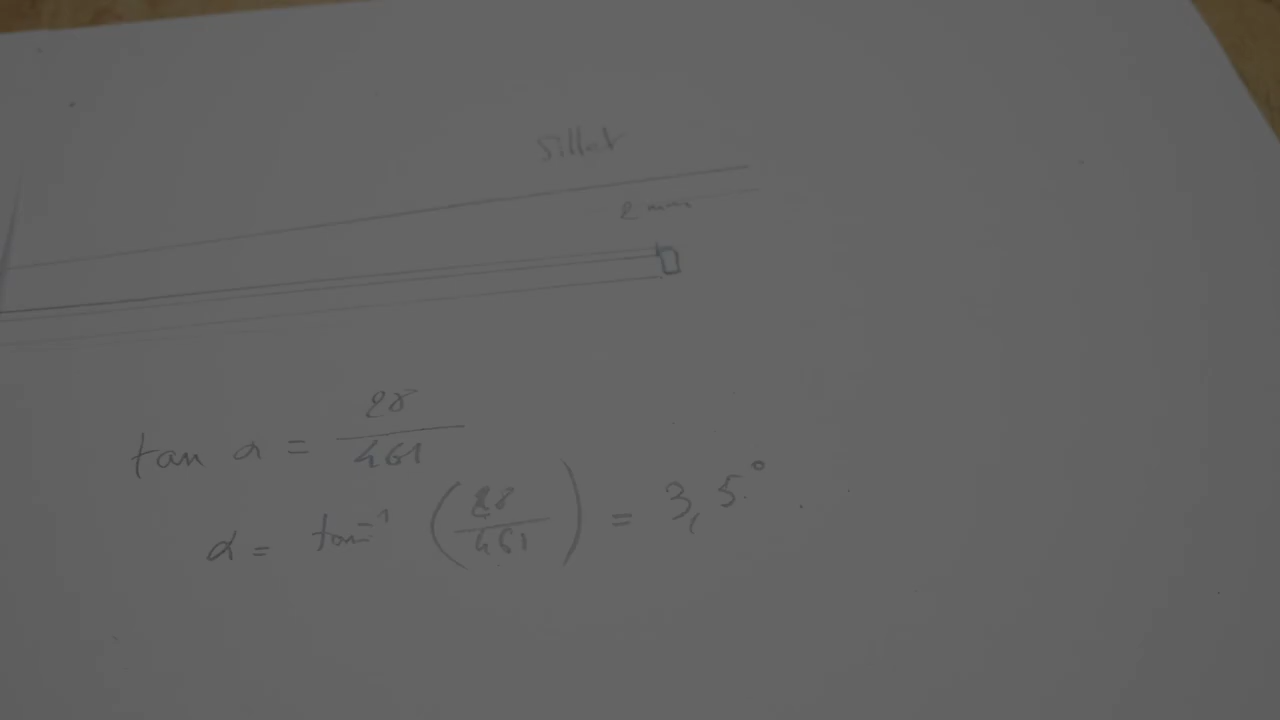 Sillet
2 mm
tan α = 28/461
α = tan⁻¹ (28/461) = 3,5°